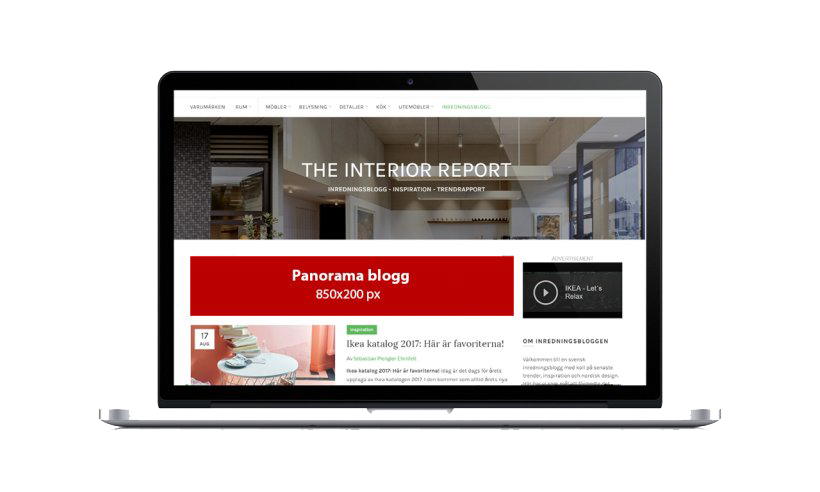 VARUMÄRKEN RUM MÖBLER BELYSNING DETALJER KÖK UTEMÖBLER INREDNINGSBLOGG
THE INTERIOR REPORT
INREDNINGSBLOGG - INSPIRATION - TRENDRAPPORT
Panorama blogg
850x200 px
ADVERTISEMENT
IKEA - Let´s
Relax
17
AUG
Inspiration
Ikea katalog 2017: Här är favoriterna!
Av Sebastian
Ikea katalog 2017: Här är favoriterna Idag är det dags för årets
upplaga av Ikea katalogen 2017. I den kommer som alltid årets nya
OM INREDNINGSBLOGGEN
Välkommen till en svensk
inredningsblogg med koll på senaste
trender, inspiration och nordisk design.